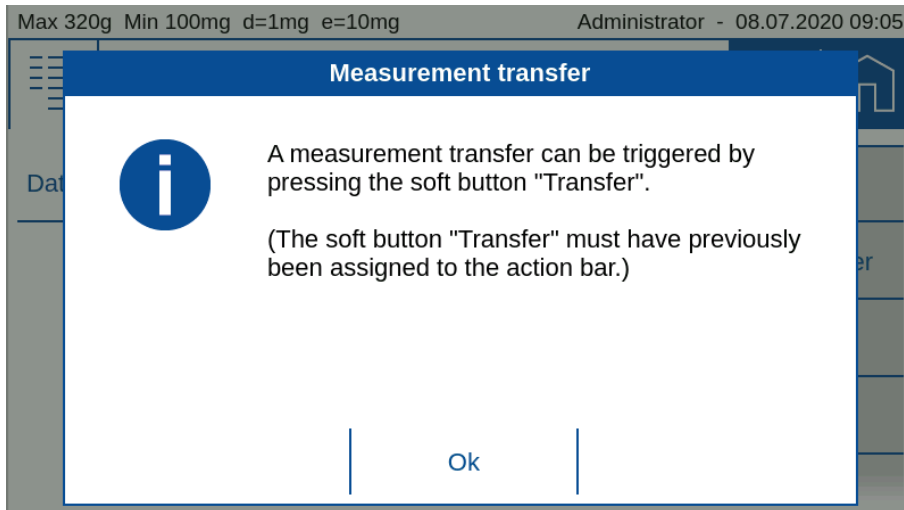 Max 320g Min 100mg d=1mg e=10mg Administrator - 08.07.2020 09:05
Measurement transfer
A measurement transfer can be triggered by
pressing the soft button "Transfer".
(The soft button "Transfer" must have previously
been assigned to the action bar.)
Ok